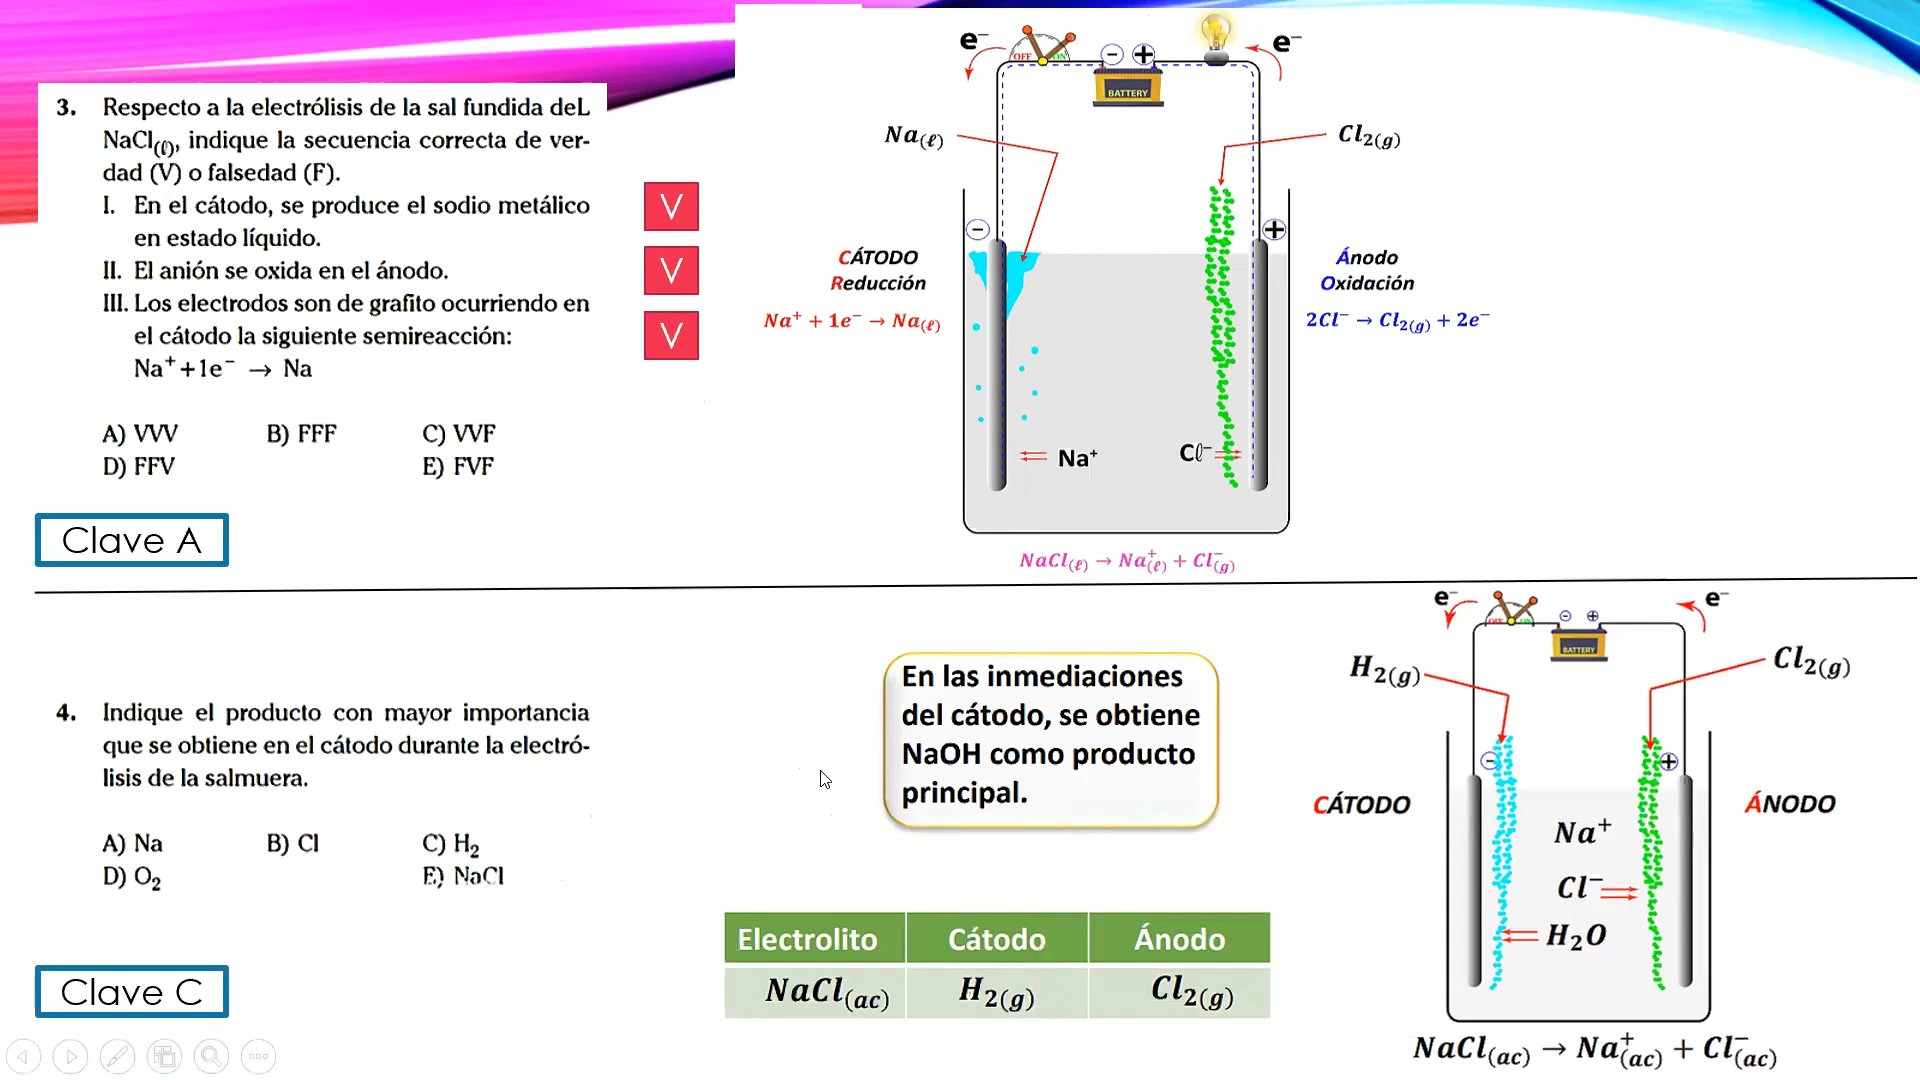 3. Respecto a la electrólisis de la sal fundida deL
NaCl(ℓ), indique la secuencia correcta de ver-
dad (V) o falsedad (F).
I. En el cátodo, se produce el sodio metálico
en estado líquido.
II. El anión se oxida en el ánodo.
III. Los electrodos son de grafito ocurriendo en
el cátodo la siguiente semireacción:
Na⁺+1e⁻ → Na
A) VVV B) FFF C) VVF
D) FFV E) FVF
V
V
V
Clave A
e⁻
OFF ON
- +
BATTERY
e⁻
Na(ℓ)
Cl₂(g)
-
+
CÁTODO
Reducción
Na⁺ + 1e⁻ → Na(ℓ)
Ánodo
Oxidación
2Cl⁻ → Cl₂(g) + 2e⁻
Na⁺
Cℓ⁻
NaCl(ℓ) → Na⁺(ℓ) + Cl⁻(g)
4. Indique el producto con mayor importancia
que se obtiene en el cátodo durante la electró-
lisis de la salmuera.
A) Na B) Cl C) H₂
D) O₂ E) NaCl
Clave C
En las inmediaciones
del cátodo, se obtiene
NaOH como producto
principal.
Electrolito Cátodo Ánodo
NaCl(ac) H₂(g) Cl₂(g)
e⁻
OFF ON
- +
BATTERY
e⁻
H₂(g)
Cl₂(g)
-
+
CÁTODO
ÁNODO
Na⁺
Cl⁻
H₂O
NaCl(ac) → Na⁺(ac) + Cl⁻(ac)